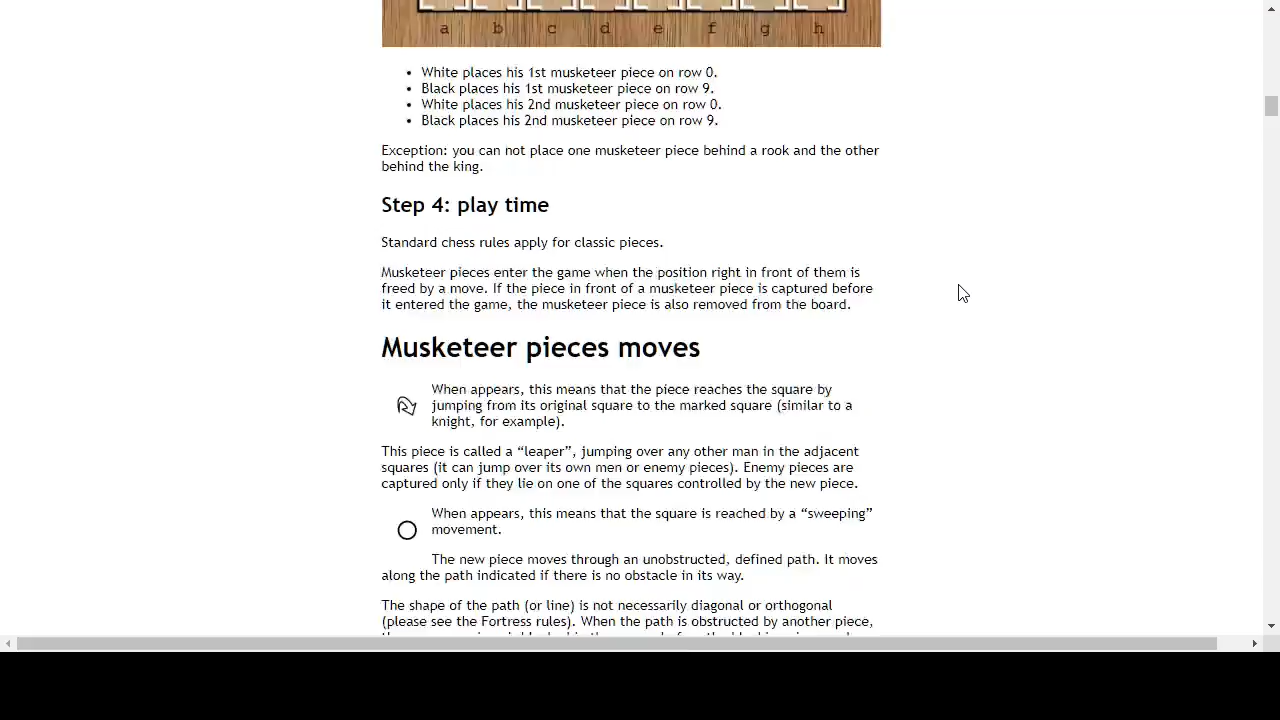 a b c d e f g h
White places his 1st musketeer piece on row 0.
Black places his 1st musketeer piece on row 9.
White places his 2nd musketeer piece on row 0.
Black places his 2nd musketeer piece on row 9.
Exception: you can not place one musketeer piece behind a rook and the other
behind the king.
Step 4: play time
Standard chess rules apply for classic pieces.
Musketeer pieces enter the game when the position right in front of them is
freed by a move. If the piece in front of a musketeer piece is captured before
it entered the game, the musketeer piece is also removed from the board.
Musketeer pieces moves
When appears, this means that the piece reaches the square by
jumping from its original square to the marked square (similar to a
knight, for example).
This piece is called a “leaper”, jumping over any other man in the adjacent
squares (it can jump over its own men or enemy pieces). Enemy pieces are
captured only if they lie on one of the squares controlled by the new piece.
When appears, this means that the square is reached by a “sweeping”
movement.
The new piece moves through an unobstructed, defined path. It moves
along the path indicated if there is no obstacle in its way.
The shape of the path (or line) is not necessarily diagonal or orthogonal
(please see the Fortress rules). When the path is obstructed by another piece,